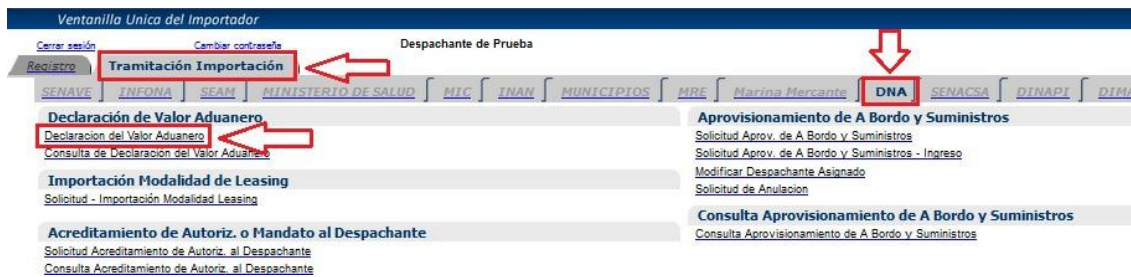 Ventanilla Unica del Importador
Cerrar sesión Cambiar contraseña Despachante de Prueba
Registro Tramitación Importación
SENAVE INFONA SEAM MINISTERIO DE SALUD MIC INAN MUNICIPIOS MRE Marina Mercante DNA SENACSA DINAPI DIMA
Declaración de Valor Aduanero
Declaracion del Valor Aduanero
Consulta de Declaración del Valor Aduanero
Importación Modalidad de Leasing
Solicitud - Importación Modalidad Leasing
Acreditamiento de Autoriz. o Mandato al Despachante
Solicitud Acreditamiento de Autoriz. al Despachante
Consulta Acreditamiento de Autoriz. al Despachante
Aprovisionamiento de A Bordo y Suministros
Solicitud Aprov. de A Bordo y Suministros
Solicitud Aprov. de A Bordo y Suministros - Ingreso
Modificar Despachante Asignado
Solicitud de Anulacion
Consulta Aprovisionamiento de A Bordo y Suministros
Consulta Aprovisionamiento de A Bordo y Suministros